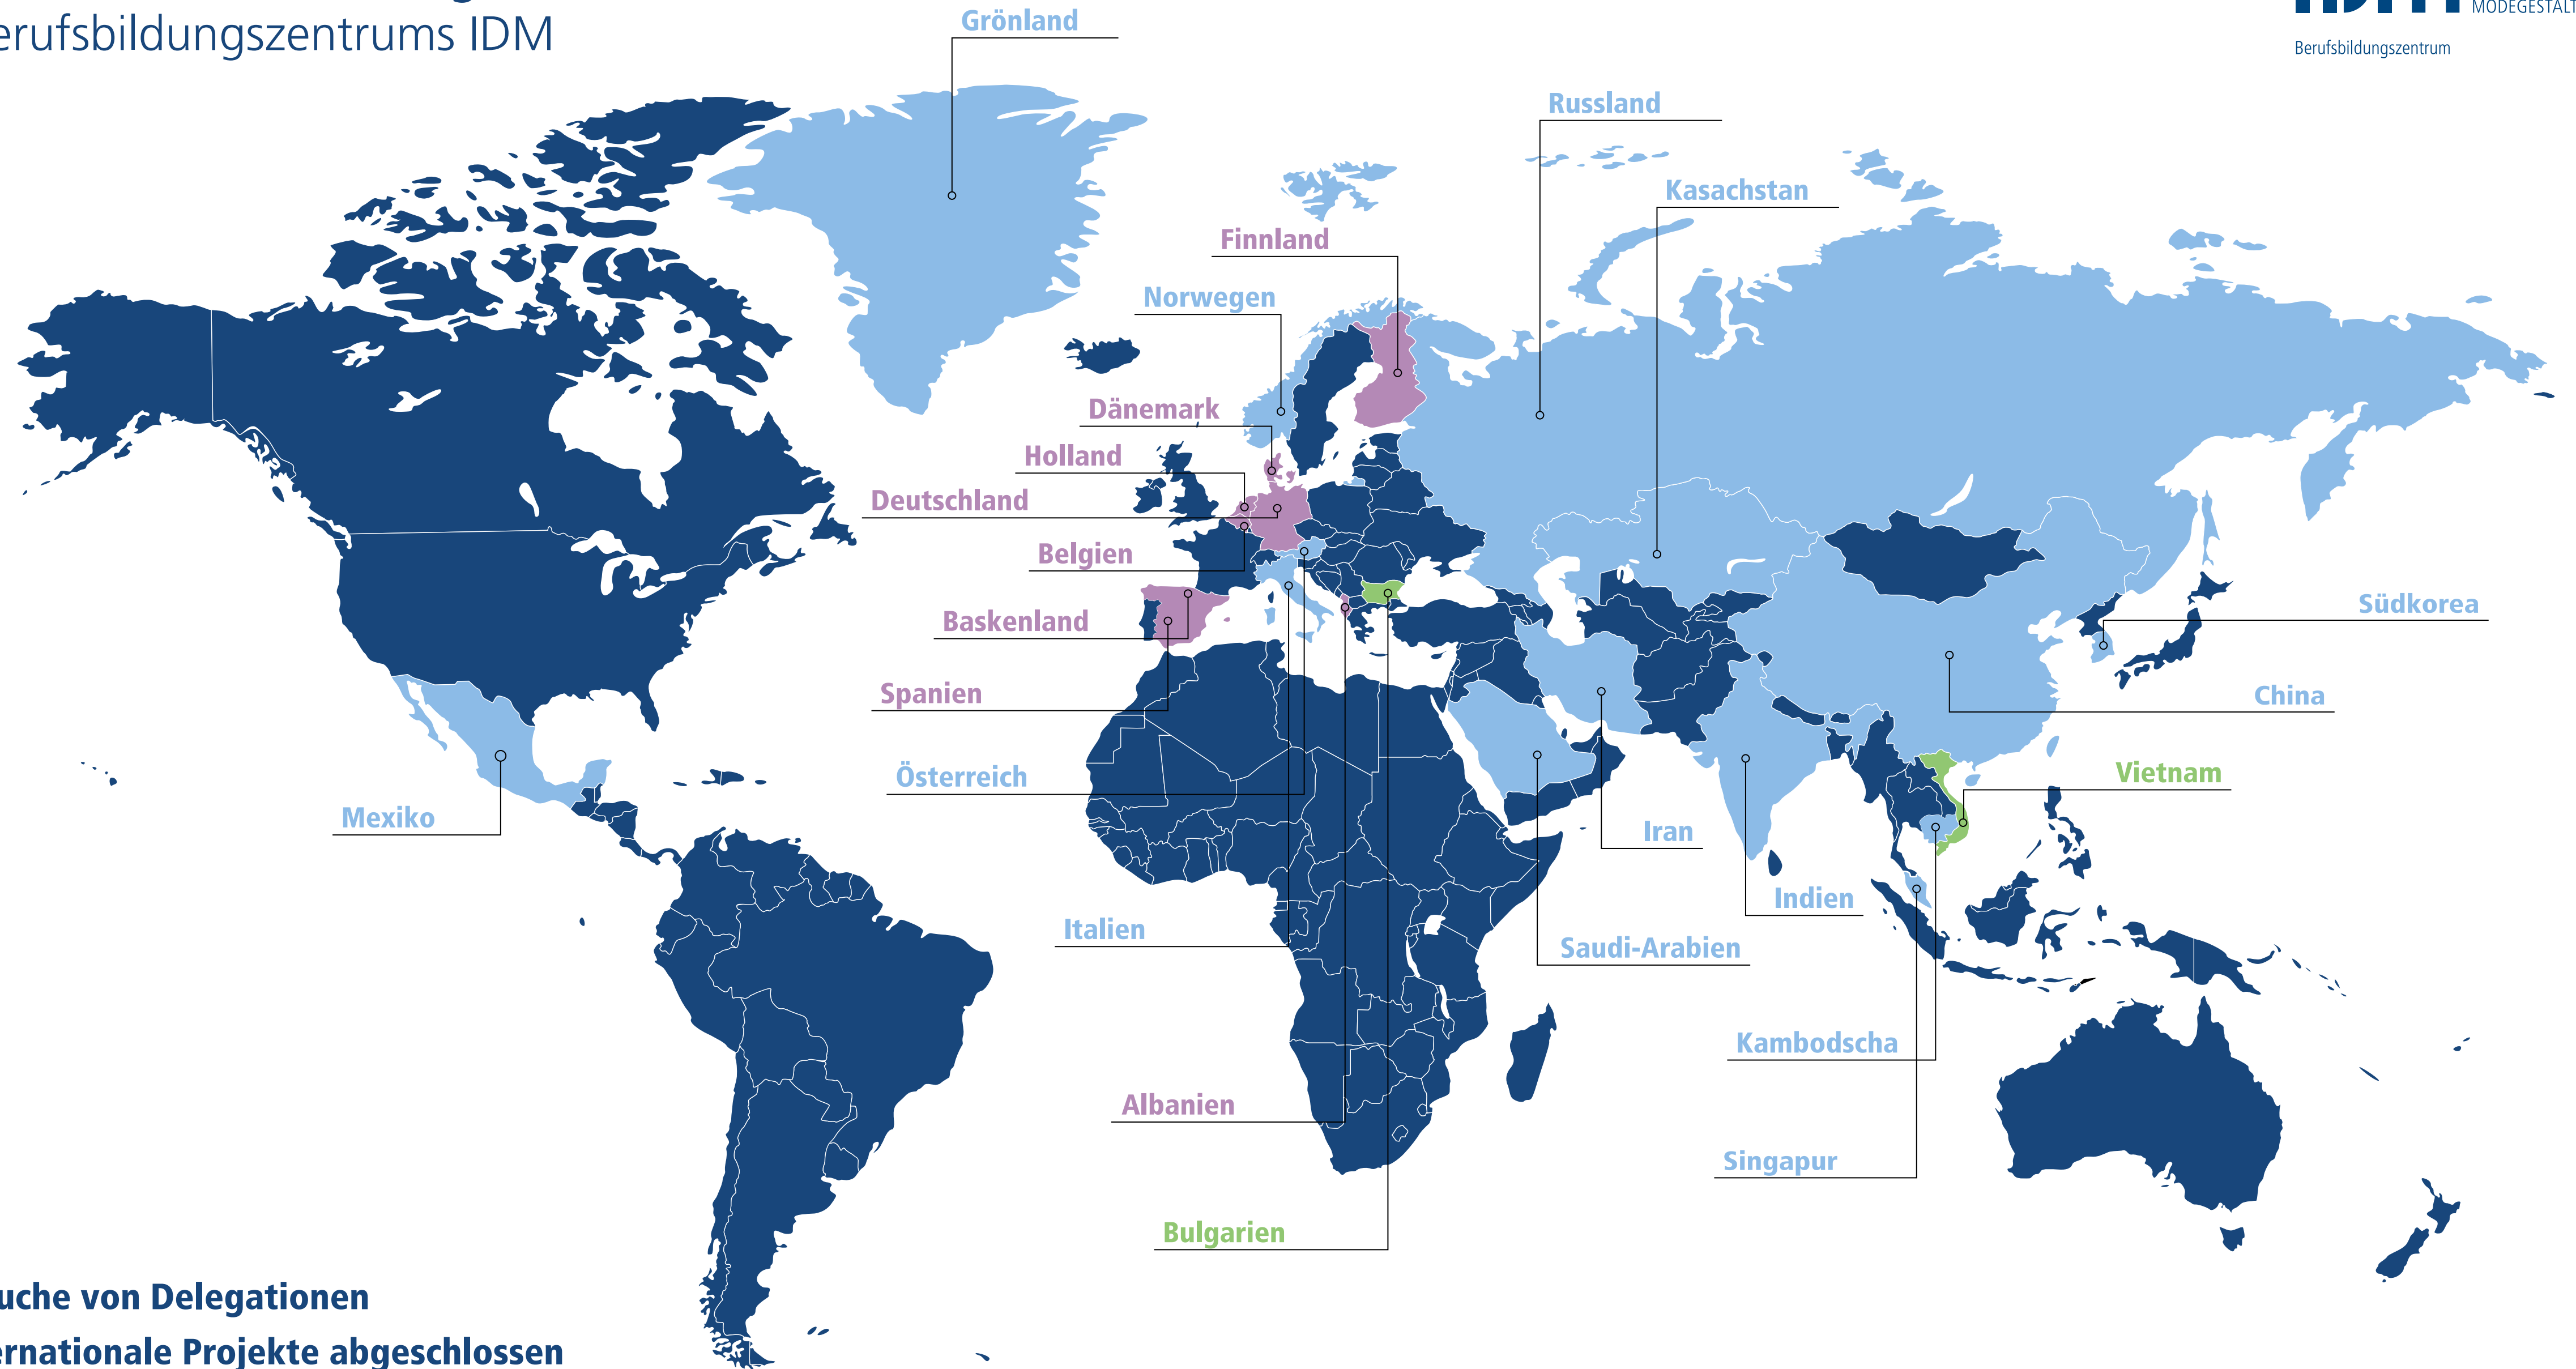 Berufsbildungszentrums IDM
MODEGESTALT
Berufsbildungszentrum
Grönland
Russland
Kasachstan
Finnland
Norwegen
Dänemark
Holland
Deutschland
Belgien
Südkorea
Baskenland
Spanien
China
Vietnam
Österreich
Mexiko
Iran
Indien
Italien
Saudi-Arabien
Kambodscha
Albanien
Singapur
Bulgarien
uche von Delegationen
ernationale Projekte abgeschlossen